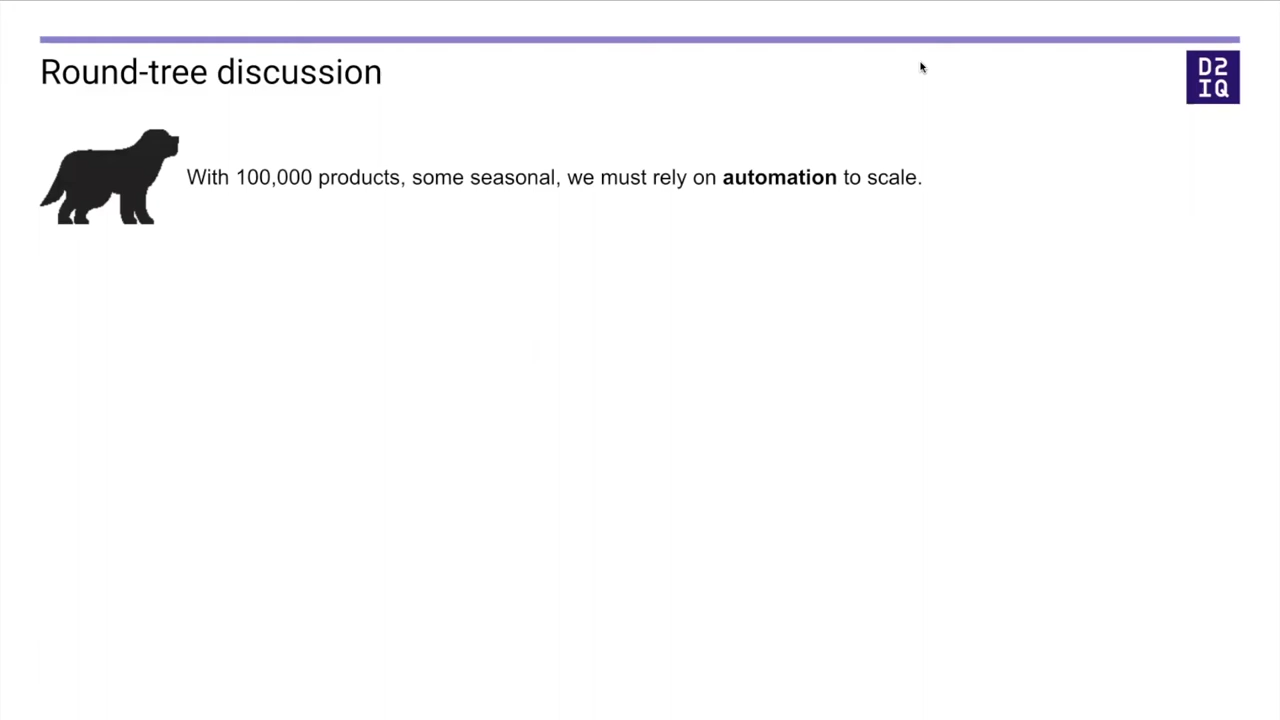 Round-tree discussion
D2
IQ
With 100,000 products, some seasonal, we must rely on automation to scale.